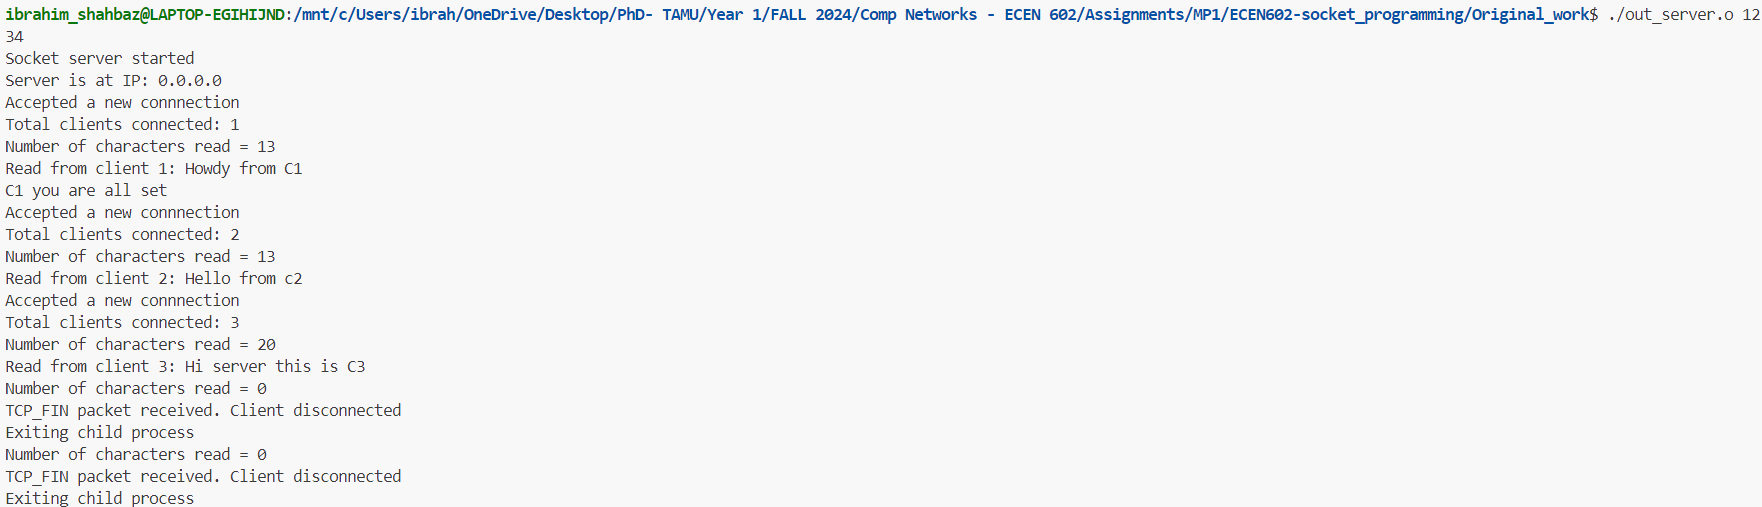 ibrahim_shahbaz@LAPTOP-EGIHIJND:/mnt/c/Users/ibrah/OneDrive/Desktop/PhD- TAMU/Year 1/FALL 2024/Comp Networks - ECEN 602/Assignments/MP1/ECEN602-socket_programming/Original_work$ ./out_server.o 12
34
Socket server started
Server is at IP: 0.0.0.0
Accepted a new connnection
Total clients connected: 1
Number of characters read = 13
Read from client 1: Howdy from C1
C1 you are all set
Accepted a new connnection
Total clients connected: 2
Number of characters read = 13
Read from client 2: Hello from c2
Accepted a new connnection
Total clients connected: 3
Number of characters read = 20
Read from client 3: Hi server this is C3
Number of characters read = 0
TCP_FIN packet received. Client disconnected
Exiting child process
Number of characters read = 0
TCP_FIN packet received. Client disconnected
Exiting child process